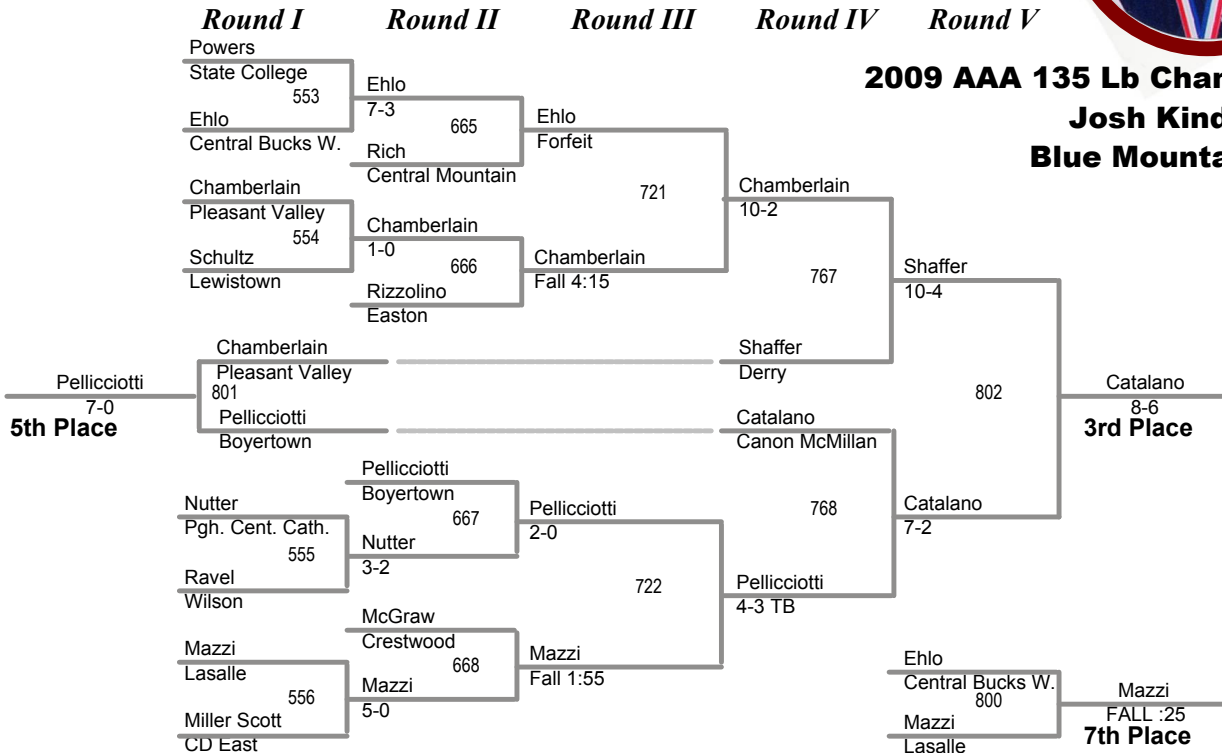 Round I Round II Round III Round IV Round V
2009 AAA 135 Lb
Josh
Blue
Powers
State College
553
Ehlo
Central Bucks W.
Ehlo
7-3
665
Rich
Central Mountain
Ehlo
Forfeit
Chamberlain
Pleasant Valley
554
Schultz
Lewistown
Chamberlain
1-0
666
Rizzolino
Easton
Chamberlain
Fall 4:15
721
Chamberlain
10-2
767
Shaffer
Derry
Shaffer
10-4
Chamberlain
Pleasant Valley
801
Pellicciotti
Boyertown
Pellicciotti
7-0
5th Place
Catalano
Canon McMillan
768
Catalano
7-2
802
Catalano
8-6
3rd Place
Pellicciotti
Boyertown
667
Nutter
3-2
Nutter
Pgh. Cent. Cath.
555
Ravel
Wilson
Pellicciotti
2-0
722
Pellicciotti
4-3 TB
McGraw
Crestwood
668
Mazzi
5-0
Mazzi
Lasalle
556
Miller Scott
CD East
Mazzi
Fall 1:55
Ehlo
Central Bucks W.
800
Mazzi
Lasalle
Mazzi
FALL :25
7th Place